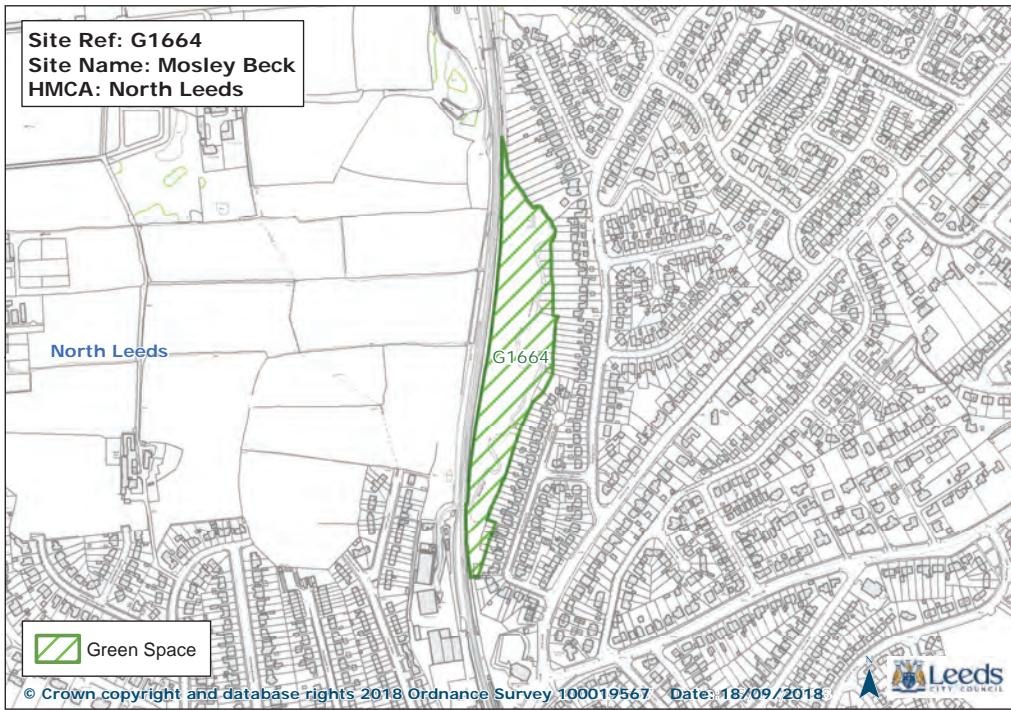 Site Ref: G1664
Site Name: Mosley Beck
HMCA: North Leeds
North Leeds
G1664
Green Space
© Crown copyright and database rights 2018 Ordnance Survey 100019567 Date: 18/09/2018
N
Leeds
CITY COUNCIL